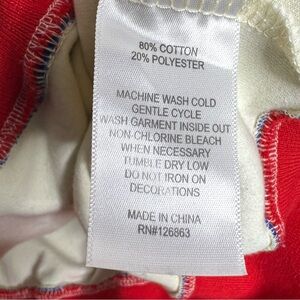 80% COTTON
20% POLYESTER
MACHINE WASH COLD
GENTLE CYCLE
WASH GARMENT INSIDE OUT
NON-CHLORINE BLEACH
WHEN NECESSARY
TUMBLE DRY LOW
DO NOT IRON ON
DECORATIONS
MADE IN CHINA
RN#126863